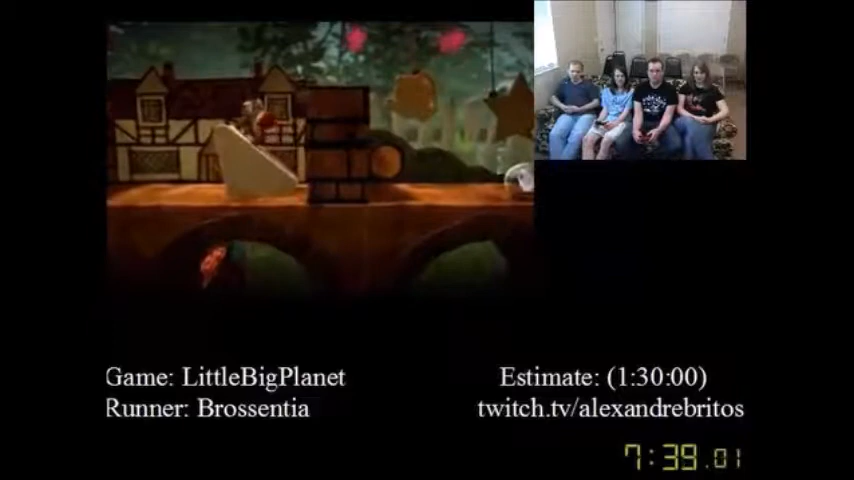 Game: LittleBigPlanet
Runner: Brossentia
Estimate: (1:30:00)
twitch.tv/alexandrebritos
7:39.01